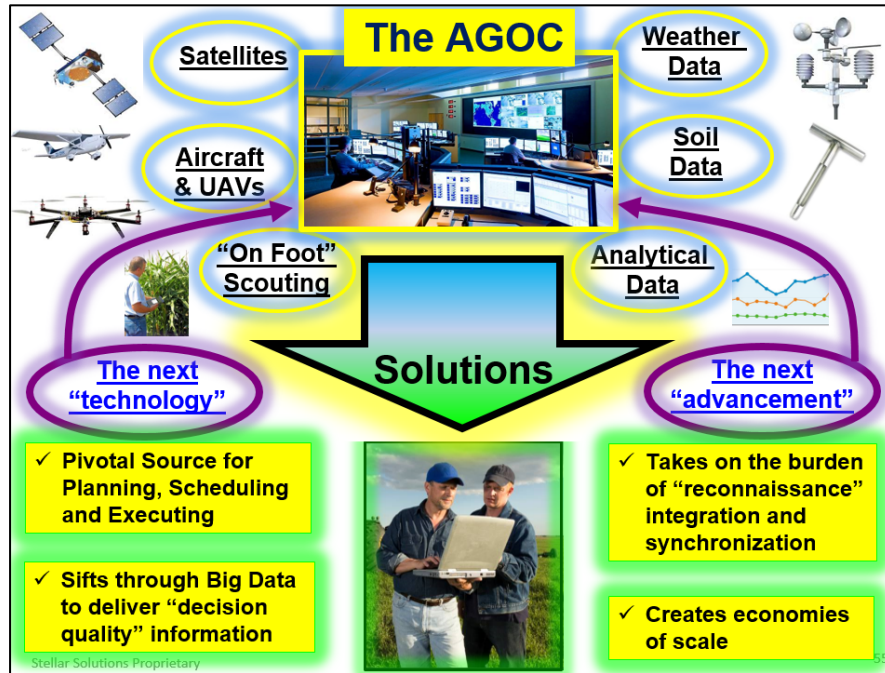 The AGOC
Satellites
Weather
Data
Aircraft
& UAVs
Soil
Data
“On Foot”
Scouting
Analytical
Data
Solutions
The next
“technology”
The next
“advancement”
✓ Pivotal Source for
Planning, Scheduling
and Executing
✓ Takes on the burden
of “reconnaissance”
integration and
synchronization
✓ Sifts through Big Data
to deliver “decision
quality” information
✓ Creates economies
of scale
Stellar Solutions Proprietary
55